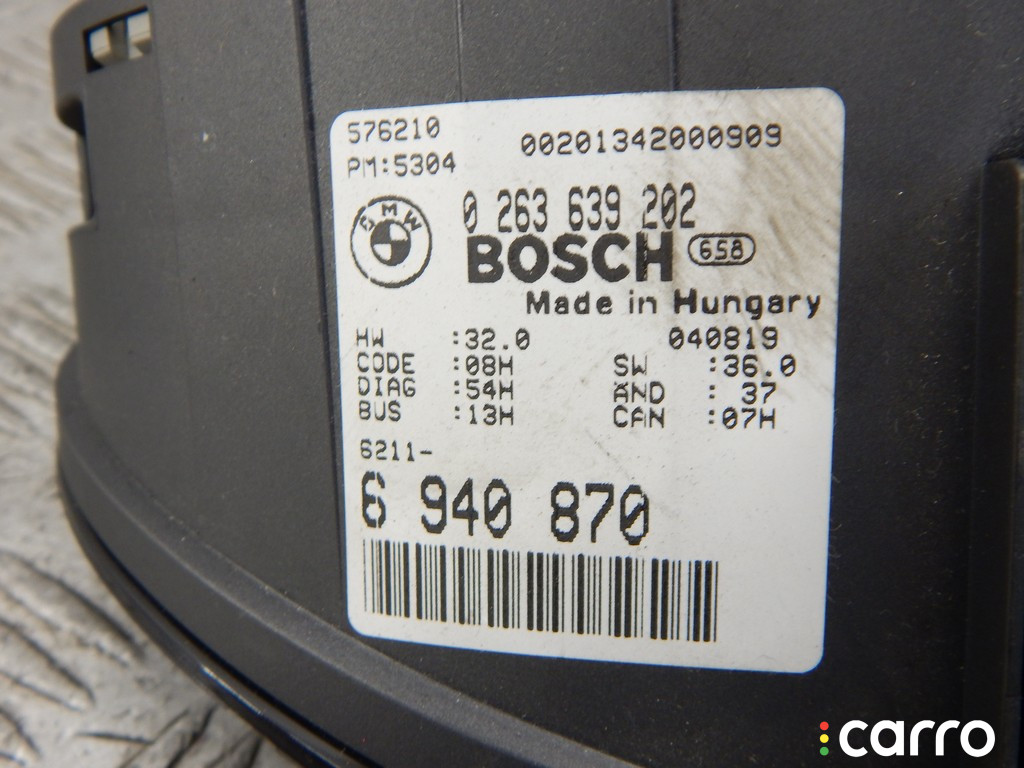 576210
00201342000909
PM:5304
BMW
0 263 639 202
BOSCH 658
Made in Hungary
HW :32.0 040819
CODE :08H SW :36.0
DIAG :54H ÄND : 37
BUS :13H CAN :07H
6211-
6 940 870
carro